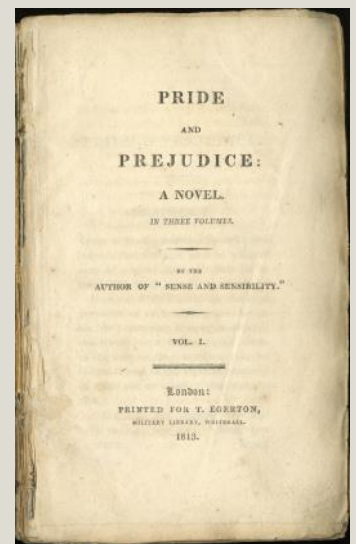 PRIDE
AND
PREJUDICE:
A NOVEL.
IN THREE VOLUMES.
BY THE
AUTHOR OF “ SENSE AND SENSIBILITY.”
VOL. I.
London:
PRINTED FOR T. EGERTON,
MILITARY LIBRARY, WHITEHALL.
1813.